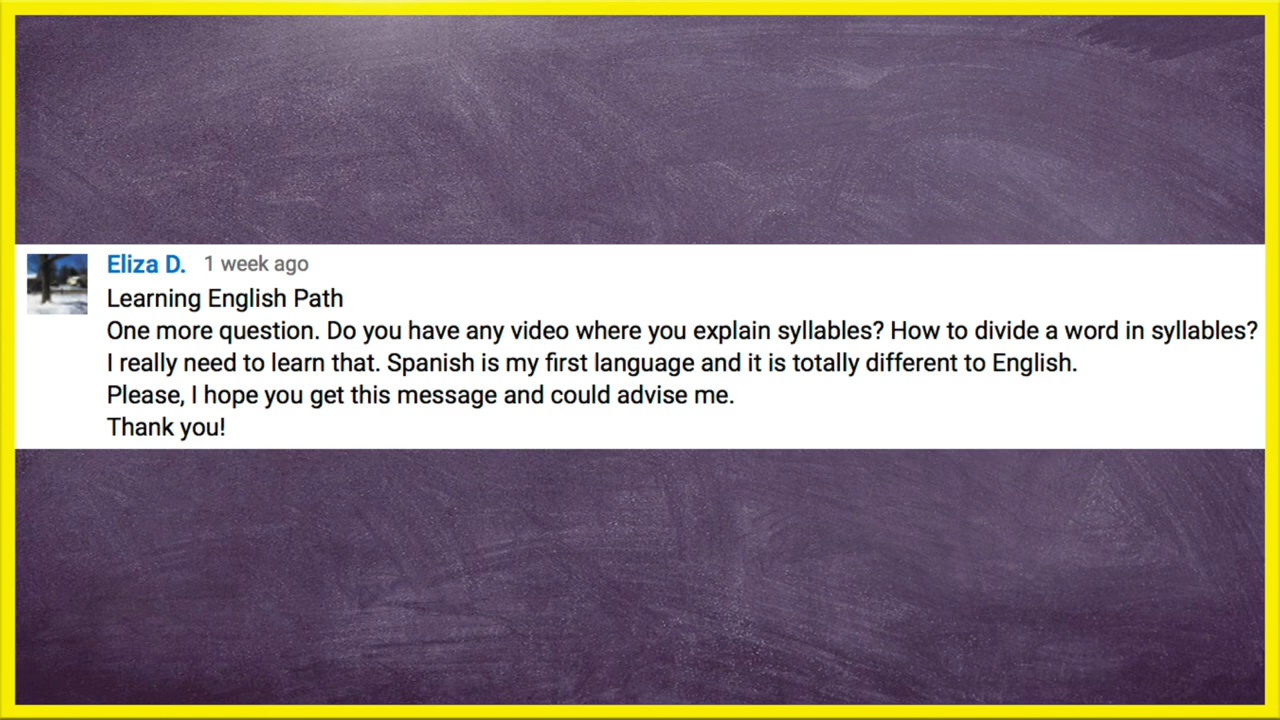 Eliza D. 1 week ago
Learning English Path
One more question. Do you have any video where you explain syllables? How to divide a word in syllables?
I really need to learn that. Spanish is my first language and it is totally different to English.
Please, I hope you get this message and could advise me.
Thank you!